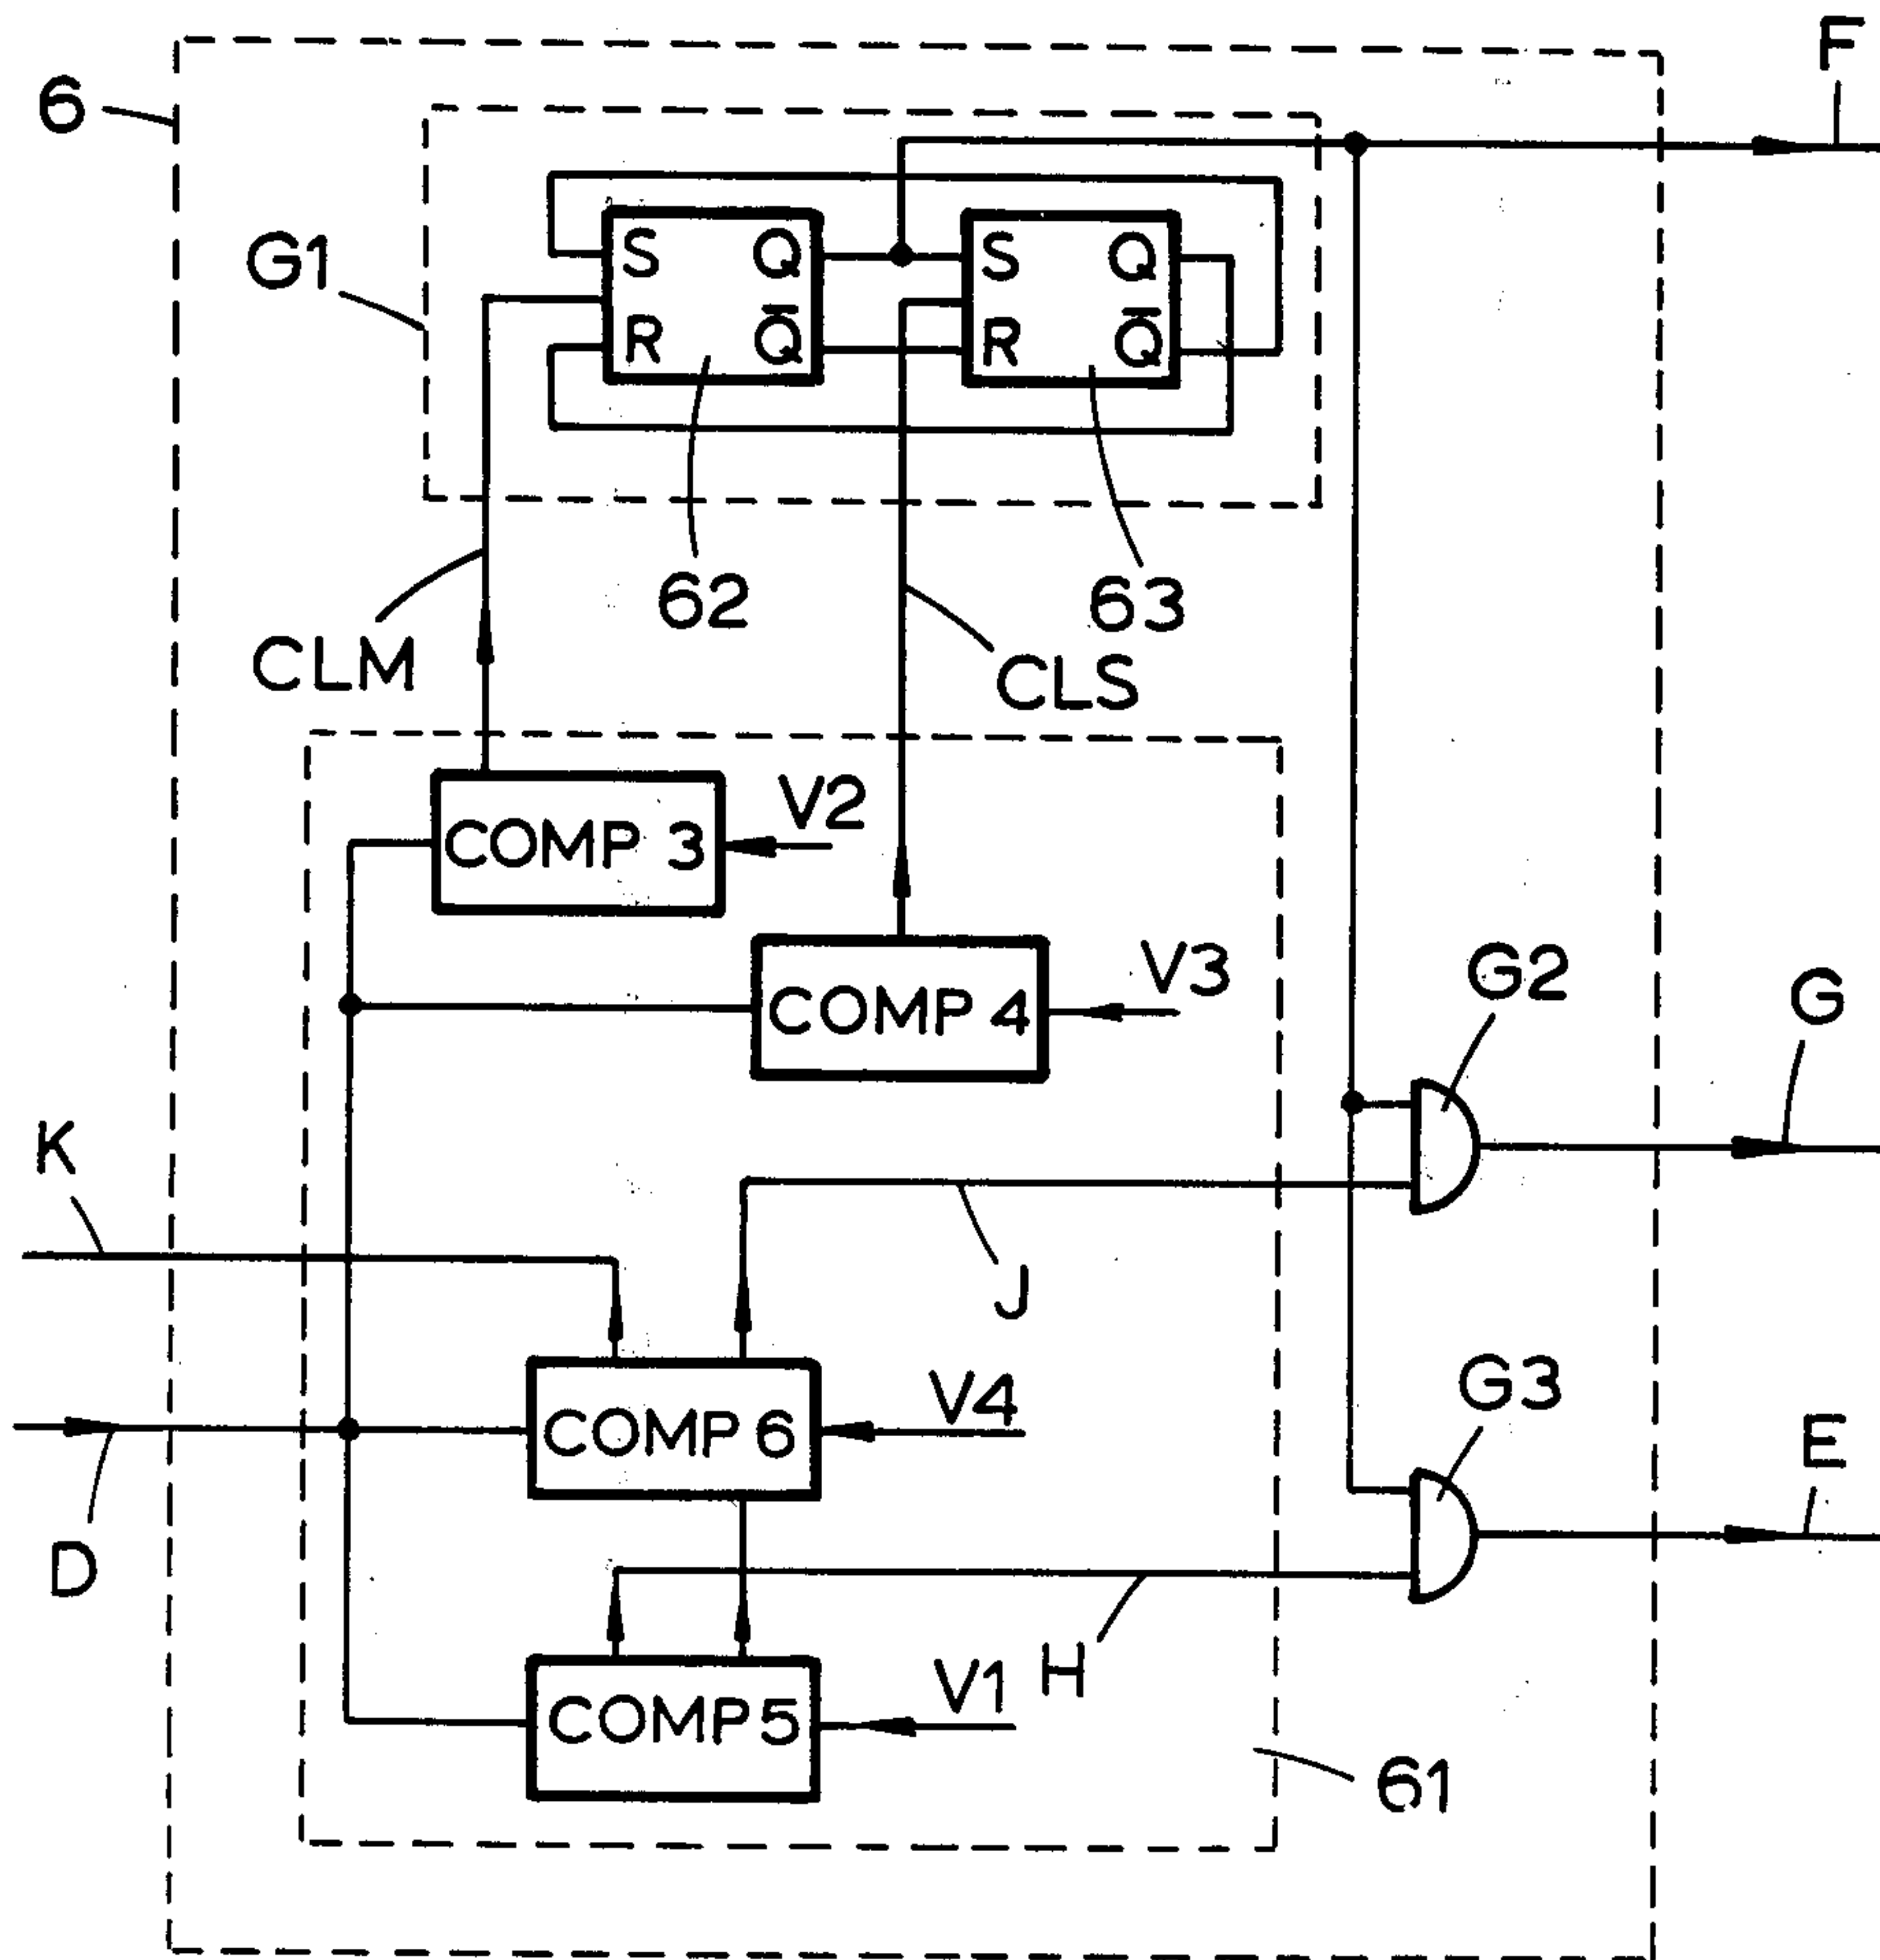 F
6
G1
S Q S Q
R Q̅ R Q̅
62
63
CLM
CLS
V2
COMP 3
V3
G2
COMP 4
G
K
J
V4
G3
COMP 6
E
D
H
V1
COMP 5
61